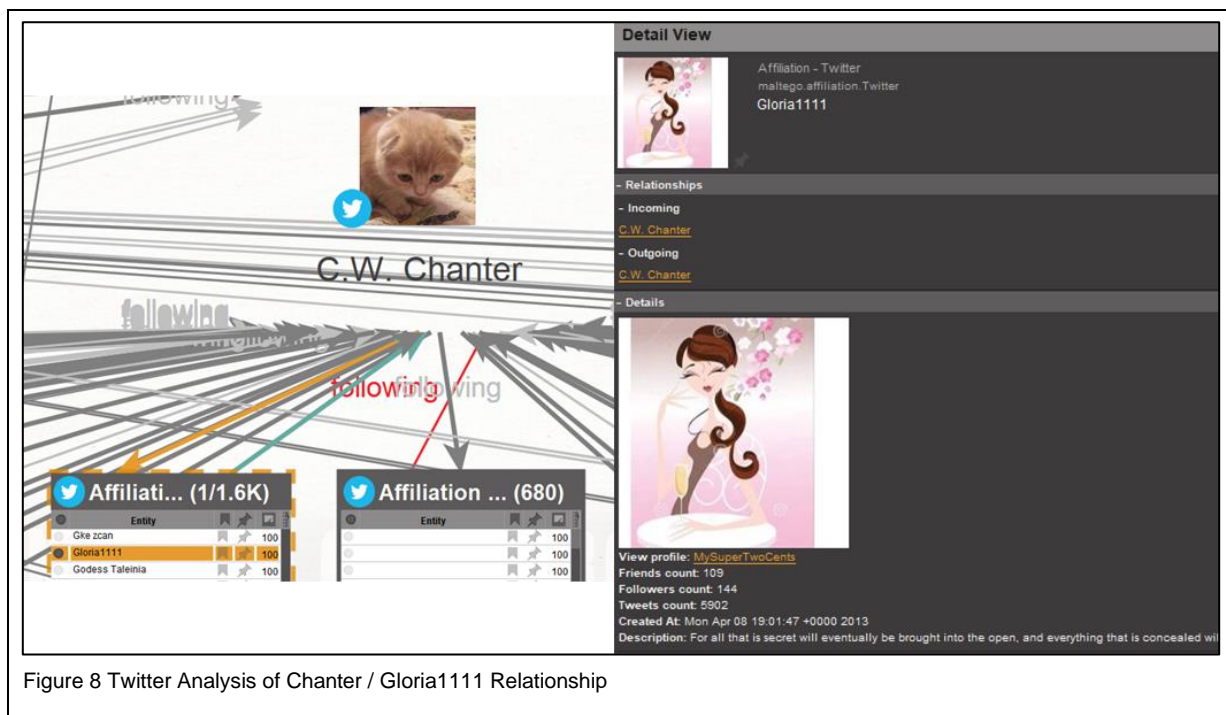 Detail View
Affiliation - Twitter
maltego.affiliation.Twitter
Gloria1111
- Relationships
- Incoming
C.W. Chanter
- Outgoing
C.W. Chanter
- Details
View profile: MySuperTwoCents
Friends count: 109
Followers count: 144
Tweets count: 5902
Created At: Mon Apr 08 19:01:47 +0000 2013
Description: For all that is secret will eventually be brought into the open, and everything that is concealed wil
following
C.W. Chanter
following
following
following
following
Affiliati... (1/1.6K)
Entity
Gke zcan 100
Gloria1111 100
Godess Taleinia 100
Affiliation ... (680)
Entity
100
100
100
Figure 8 Twitter Analysis of Chanter / Gloria1111 Relationship